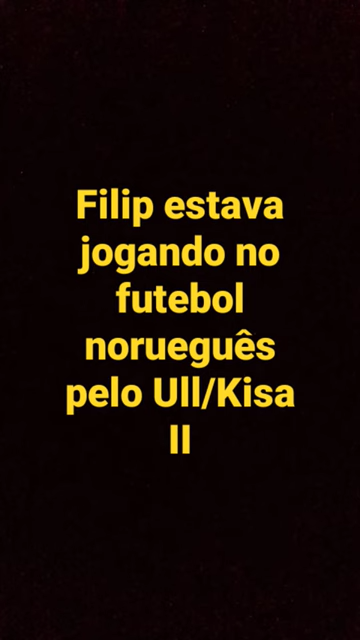 Filip estava
jogando no
futebol
norueguês
pelo Ull/Kisa
II